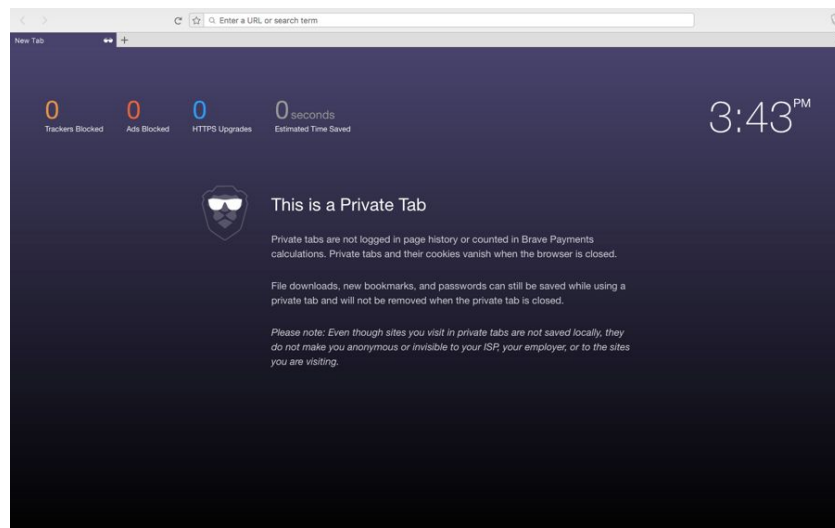 Enter a URL or search term
New Tab
0 0 0 0 seconds
Trackers Blocked Ads Blocked HTTPS Upgrades Estimated Time Saved
3:43 PM
This is a Private Tab
Private tabs are not logged in page history or counted in Brave Payments
calculations. Private tabs and their cookies vanish when the browser is closed.
File downloads, new bookmarks, and passwords can still be saved while using a
private tab and will not be removed when the private tab is closed.
Please note: Even though sites you visit in private tabs are not saved locally, they
do not make you anonymous or invisible to your ISP, your employer, or to the sites
you are visiting.